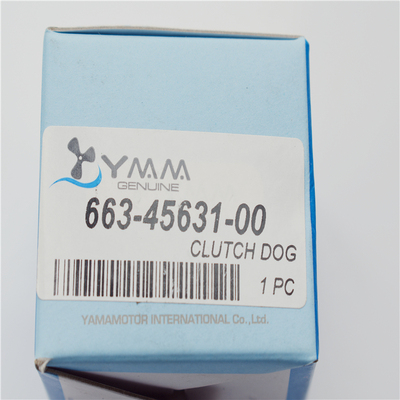 YMM
GENUINE
663-45631-00
CLUTCH DOG
1 PC
YAMAMOTOR INTERNATIONAL Co.,Ltd.